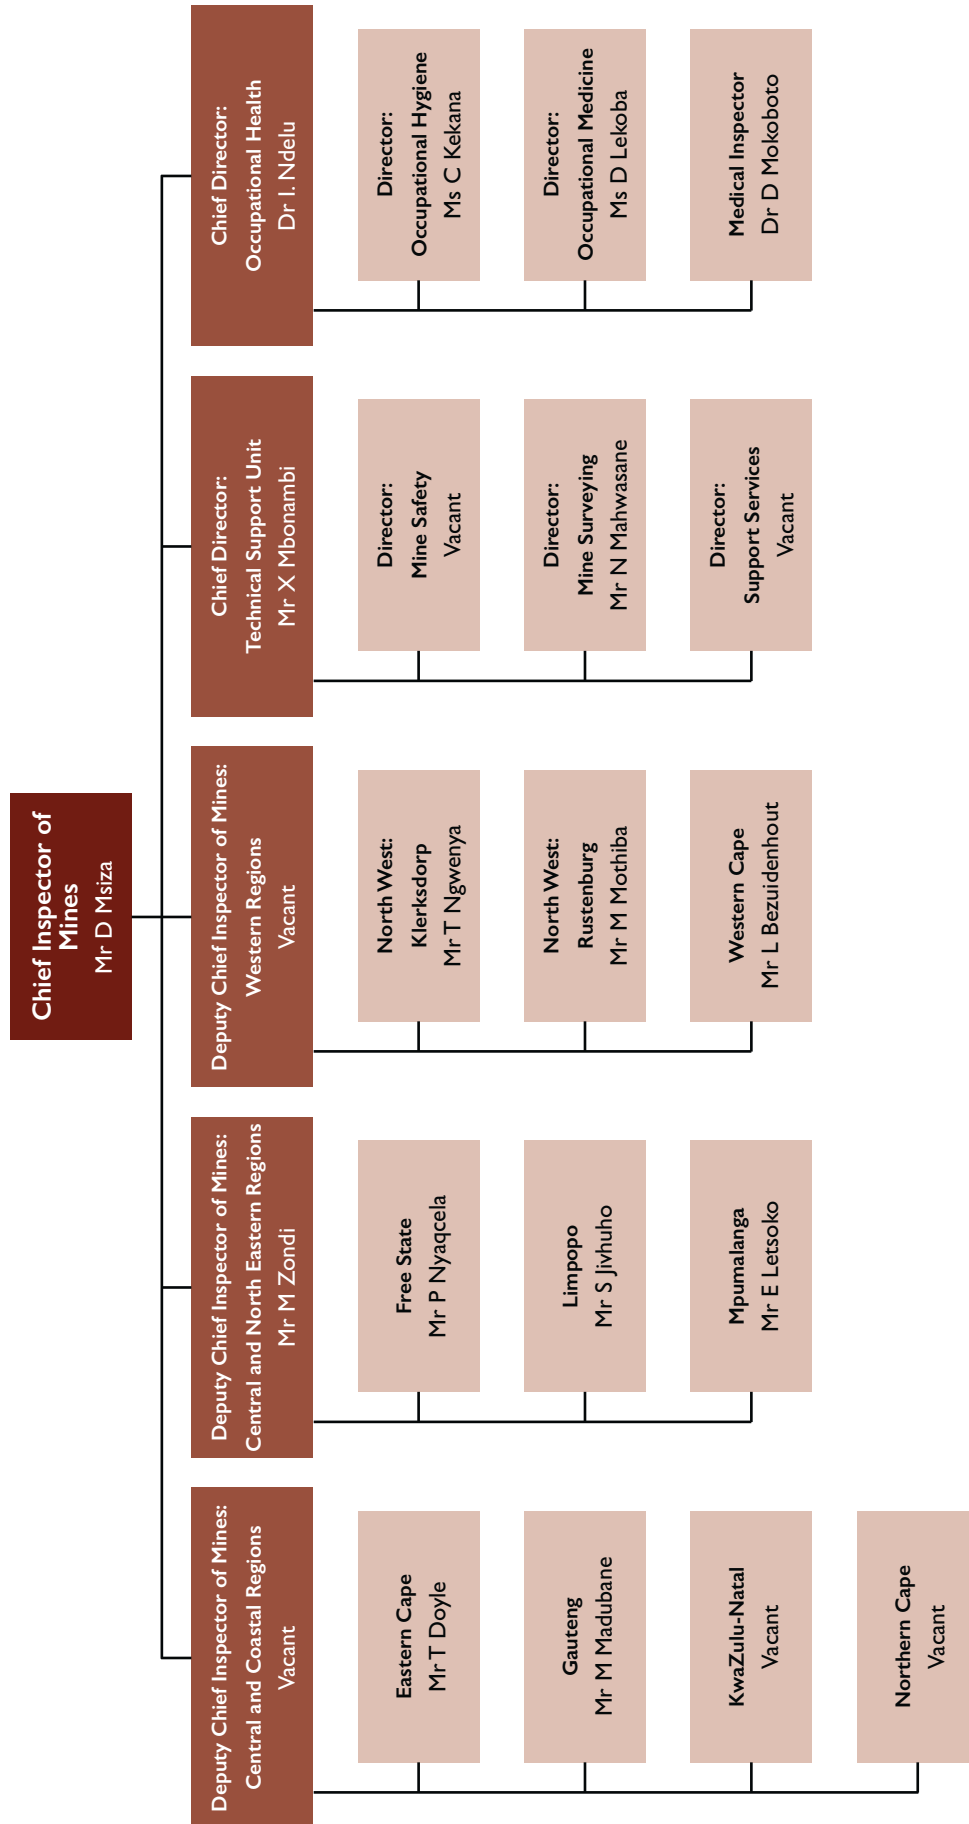 Chief Inspector of
Mines
Mr D Msiza
Deputy Chief Inspector of Mines:
Central and Coastal Regions
Vacant
Eastern Cape
Mr T Doyle
Gauteng
Mr M Madubane
KwaZulu-Natal
Vacant
Northern Cape
Vacant
Deputy Chief Inspector of Mines:
Central and North Eastern Regions
Mr M Zondi
Free State
Mr P Nyaqcela
Limpopo
Mr S Jivhuho
Mpumalanga
Mr E Letsoko
Deputy Chief Inspector of Mines:
Western Regions
Vacant
North West:
Klerksdorp
Mr T Ngwenya
North West:
Rustenburg
Mr M Mothiba
Western Cape
Mr L Bezuidenhout
Chief Director:
Technical Support Unit
Mr X Mbonambi
Director:
Mine Safety
Vacant
Director:
Mine Surveying
Mr N Mahwasane
Director:
Support Services
Vacant
Chief Director:
Occupational Health
Dr I. Ndelu
Director:
Occupational Hygiene
Ms C Kekana
Director:
Occupational Medicine
Ms D Lekoba
Medical Inspector
Dr D Mokoboto